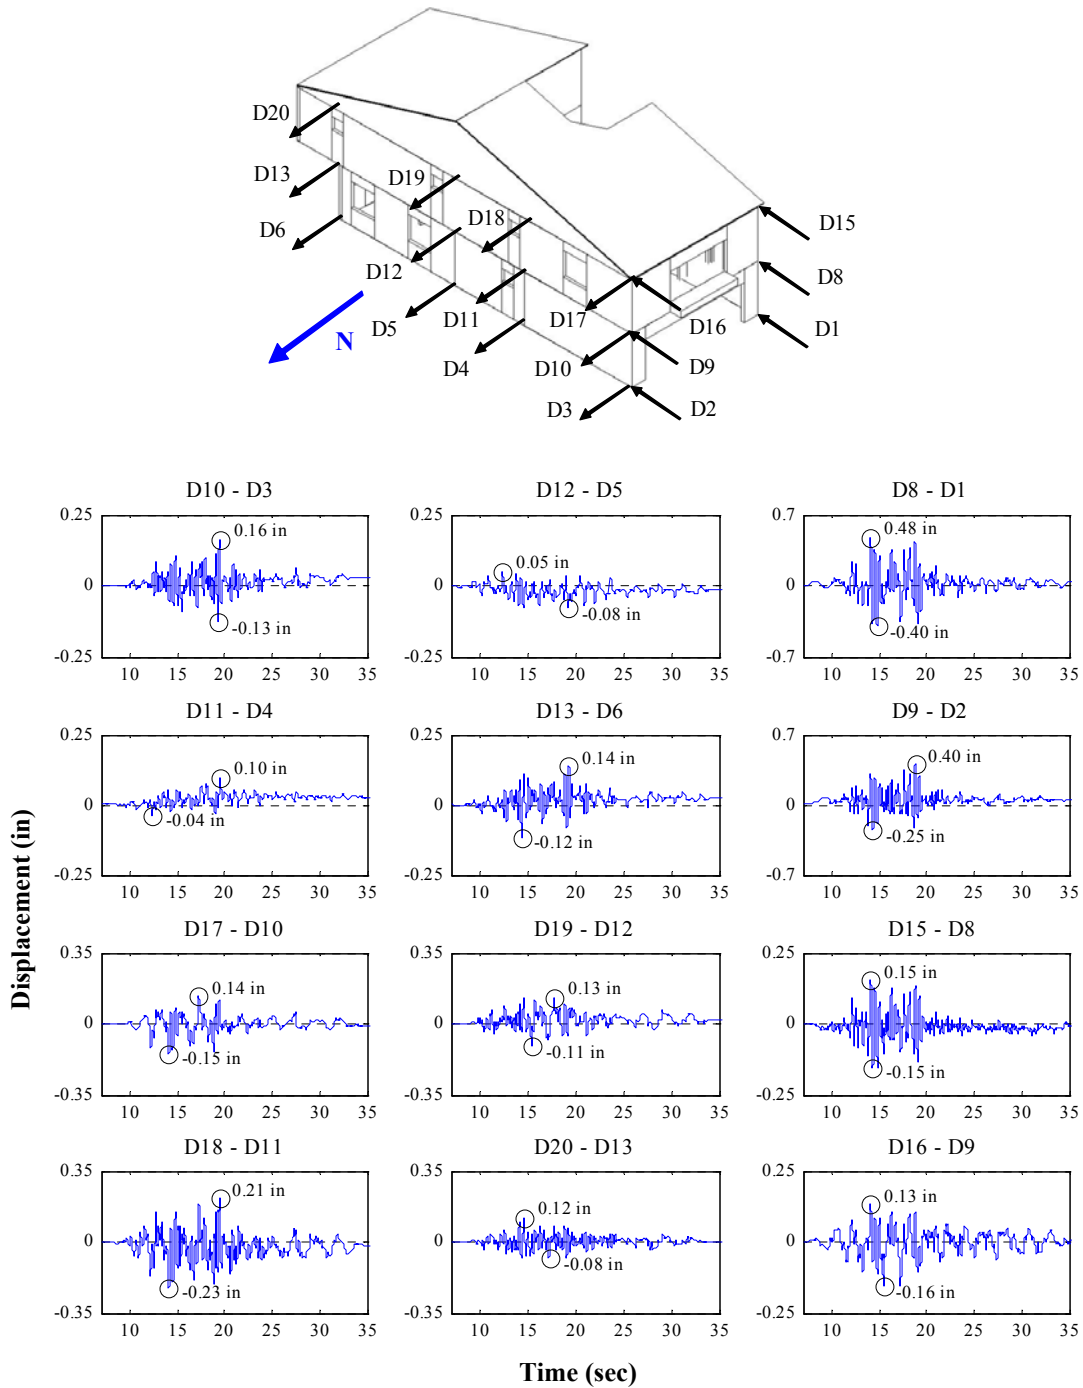 D20
D13
D6
D19
D18
D12
D5
D11
D4
D17
D10
D3
D16
D9
D2
D15
D8
D1
N
Displacement (in)
D10 - D3
0.25
0
-0.25
0.16 in
-0.13 in
10 15 20 25 30 35
D12 - D5
0.25
0
-0.25
0.05 in
-0.08 in
10 15 20 25 30 35
D8 - D1
0.7
0
-0.7
0.48 in
-0.40 in
10 15 20 25 30 35
D11 - D4
0.25
0
-0.25
0.10 in
-0.04 in
10 15 20 25 30 35
D13 - D6
0.25
0
-0.25
0.14 in
-0.12 in
10 15 20 25 30 35
D9 - D2
0.7
0
-0.7
0.40 in
-0.25 in
10 15 20 25 30 35
D17 - D10
0.35
0
-0.35
0.14 in
-0.15 in
10 15 20 25 30 35
D19 - D12
0.35
0
-0.35
0.13 in
-0.11 in
10 15 20 25 30 35
D15 - D8
0.35
0
-0.25
0.15 in
-0.15 in
10 15 20 25 30 35
D18 - D11
0.35
0
-0.35
0.21 in
-0.23 in
10 15 20 25 30 35
D20 - D13
0.35
0
-0.35
0.12 in
-0.08 in
10 15 20 25 30 35
D16 - D9
0.25
0
-0.25
0.13 in
-0.16 in
10 15 20 25 30 35
Time (sec)